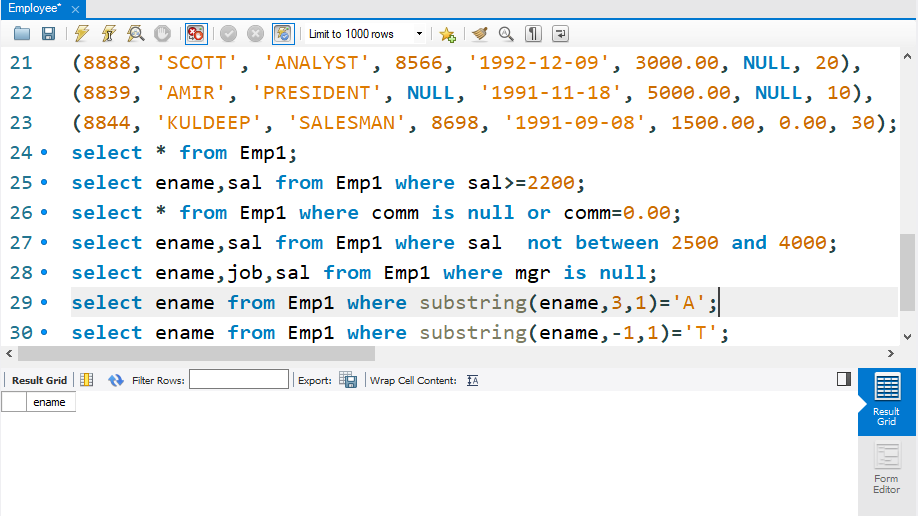 Employee*
Limit to 1000 rows
21 (8888, 'SCOTT', 'ANALYST', 8566, '1992-12-09', 3000.00, NULL, 20),
22 (8839, 'AMIR', 'PRESIDENT', NULL, '1991-11-18', 5000.00, NULL, 10),
23 (8844, 'KULDEEP', 'SALESMAN', 8698, '1991-09-08', 1500.00, 0.00, 30);
24 select * from Emp1;
25 select ename,sal from Emp1 where sal>=2200;
26 select * from Emp1 where comm is null or comm=0.00;
27 select ename,sal from Emp1 where sal  not between 2500 and 4000;
28 select ename,job,sal from Emp1 where mgr is null;
29 select ename from Emp1 where substring(ename,3,1)='A';
30 select ename from Emp1 where substring(ename,-1,1)='T';
Result Grid Filter Rows: Export: Wrap Cell Content:
ename
Result
Grid
Form
Editor